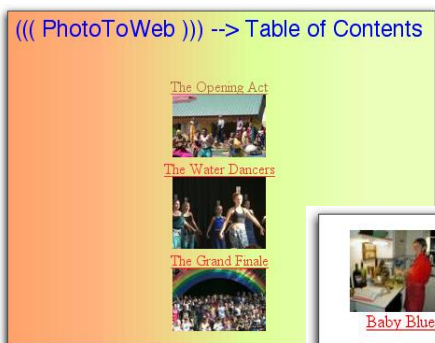 ((( PhotoToWeb ))) --> Table of Contents
The Opening Act
The Water Dancers
The Grand Finale
Baby Blue